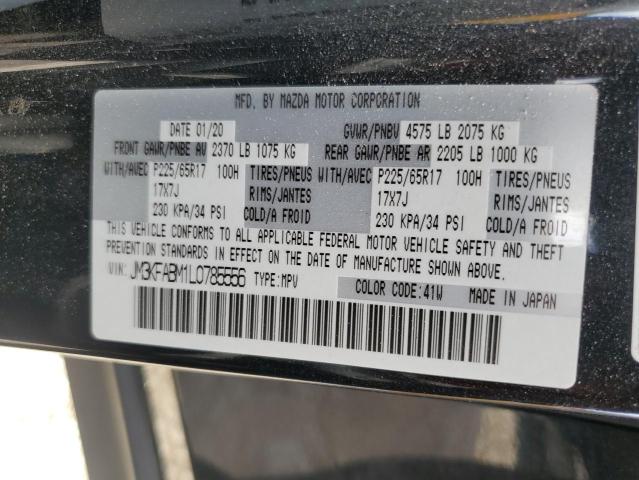 MFD. BY MAZDA MOTOR CORPORATION
DATE 01/20 GVWR/PNBV 4575 LB 2075 KG
FRONT GAWR/PNBE AV 2370 LB 1075 KG REAR GAWR/PNBE AR 2205 LB 1000 KG
WITH/AVEC P225/65R17 100H TIRES/PNEUS WITH/AVEC P225/65R17 100H TIRES/PNEUS
17X7J RIMS/JANTES 17X7J RIMS/JANTES
230 KPA/34 PSI COLD/A FROID 230 KPA/34 PSI COLD/A FROID
THIS VEHICLE CONFORMS TO ALL APPLICABLE FEDERAL MOTOR VEHICLE SAFETY AND THEFT
PREVENTION STANDARDS IN EFFECT ON THE DATE OF MANUFACTURE SHOWN ABOVE.
VIN: JM3KFABM1L0785556 TYPE:MPV
COLOR CODE:41W MADE IN JAPAN